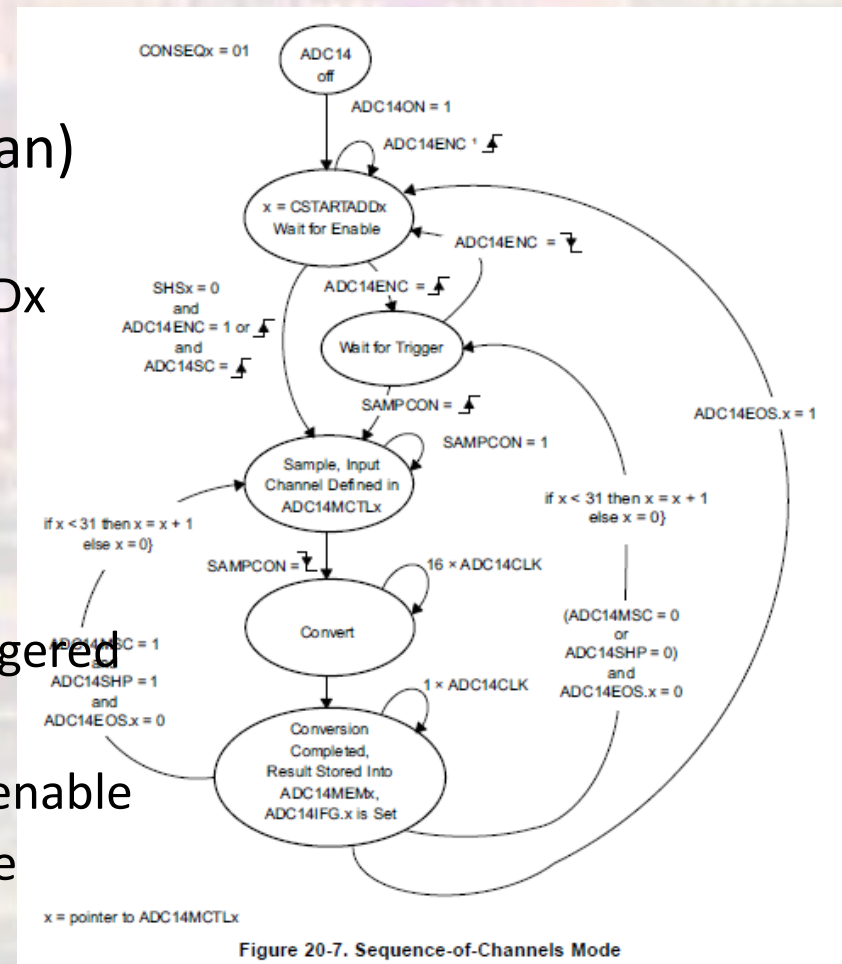 CONSEQx = 01
ADC14
off
ADC14ON = 1
an)
ADC14ENC ¹
x = CSTARTADDx
Wait for Enable
ADC14ENC =
Dx
SHSx = 0
and
ADC14ENC = 1 or
and
ADC14SC =
ADC14ENC =
Wait for Trigger
SAMPCON =
SAMPCON = 1
ADC14EOS.x = 1
Sample, Input
Channel Defined in
ADC14MCTLx
if x < 31 then x = x + 1
else x = 0}
if x < 31 then x = x + 1
else x = 0}
SAMPCON =
16 × ADC14CLK
Convert
(ADC14MSC = 0
or
ADC14SHP = 0)
and
ADC14EOS.x = 0
gered
ADC14MSC = 1
and
ADC14SHP = 1
and
ADC14EOS.x = 0
1 × ADC14CLK
Conversion
Completed,
Result Stored Into
ADC14MEMx,
ADC14IFG.x is Set
enable
e
x = pointer to ADC14MCTLx
Figure 20-7. Sequence-of-Channels Mode